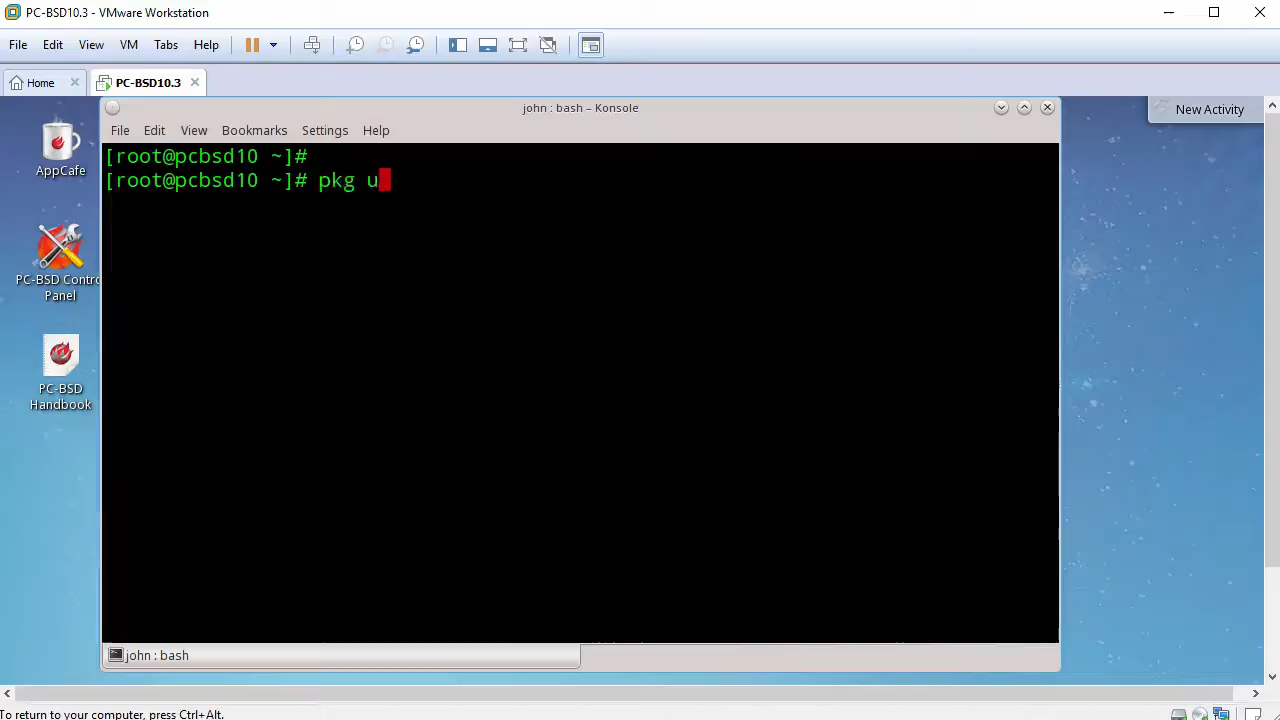 PC-BSD10.3 - VMware Workstation
File Edit View VM Tabs Help
Home PC-BSD10.3
john : bash – Konsole
New Activity
File Edit View Bookmarks Settings Help
[root@pcbsd10 ~]#
[root@pcbsd10 ~]# pkg u
AppCafe
PC-BSD Contro
Panel
PC-BSD
Handbook
john : bash
To return to your computer, press Ctrl+Alt.